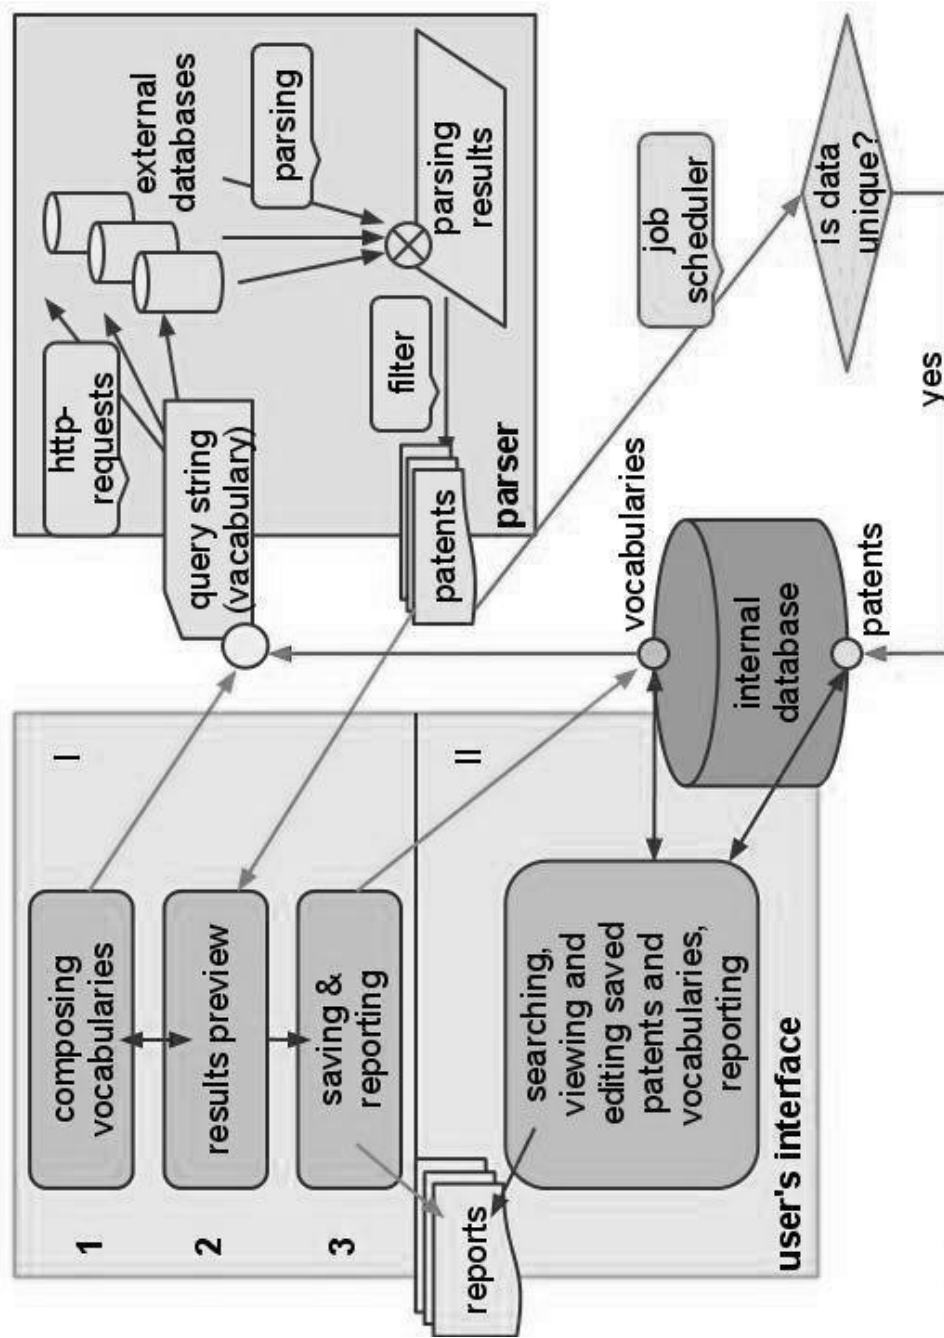 1
composing
vocabularies
2
results preview
3
saving &
reporting
I
II
reports
searching,
viewing and
editing saved
patents and
vocabularies,
reporting
user's interface
http-
requests
query string
(vacabulary)
external
databases
parsing
parsing
results
filter
patents
parser
vocabularies
internal
database
patents
job
scheduler
is data
unique?
yes